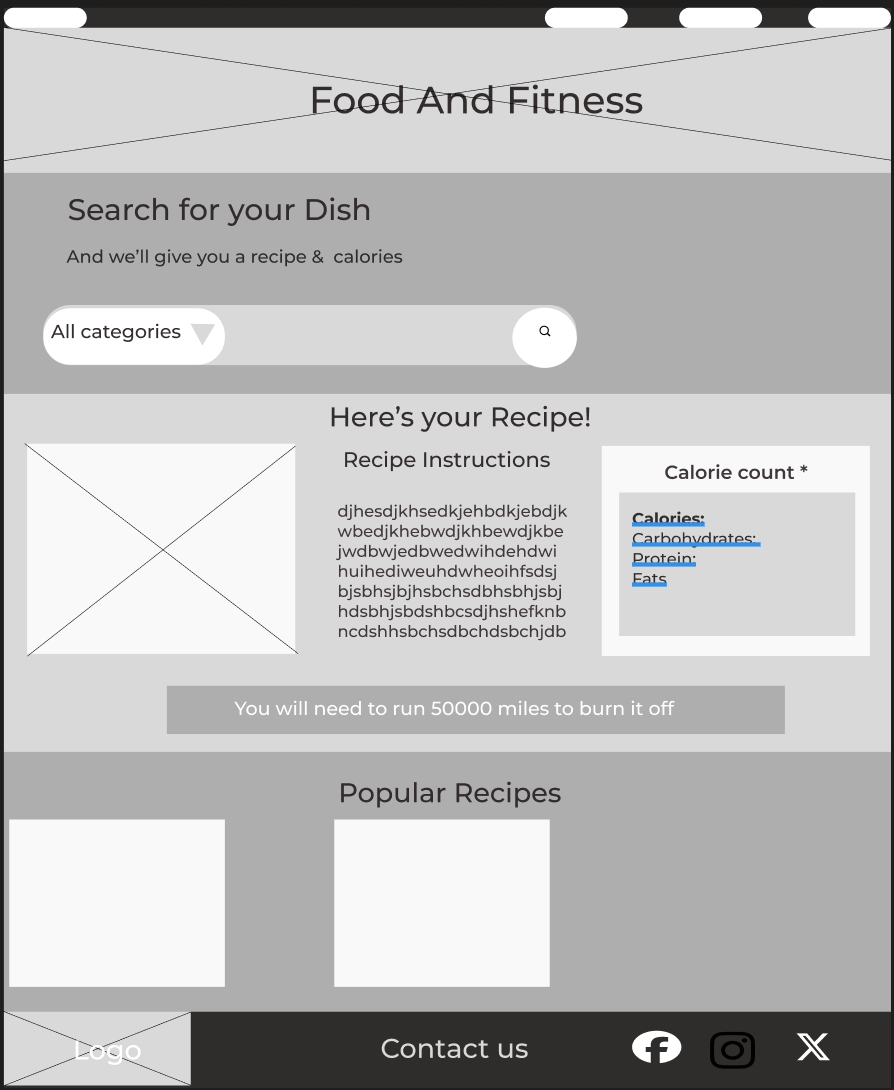 Food And Fitness
Search for your Dish
And we’ll give you a recipe & calories
All categories
Here’s your Recipe!
Recipe Instructions
djhesdjkhsedkjehbdkjebdjk
wbedjkhebwdjkhbewdjkbe
jwdbwjedbwedwihdehdwi
huihediweuhdwheoihfsdsj
bjsbhsjbjhsbchsdbhsbhjsbj
hdsbhjsbdshbcsdjhshefknb
ncdshhsbchsdbchdsbchjdb
Calorie count *
Calories:
Carbohydrates:
Protein:
Fats
You will need to run 50000 miles to burn it off
Popular Recipes
Logo
Contact us